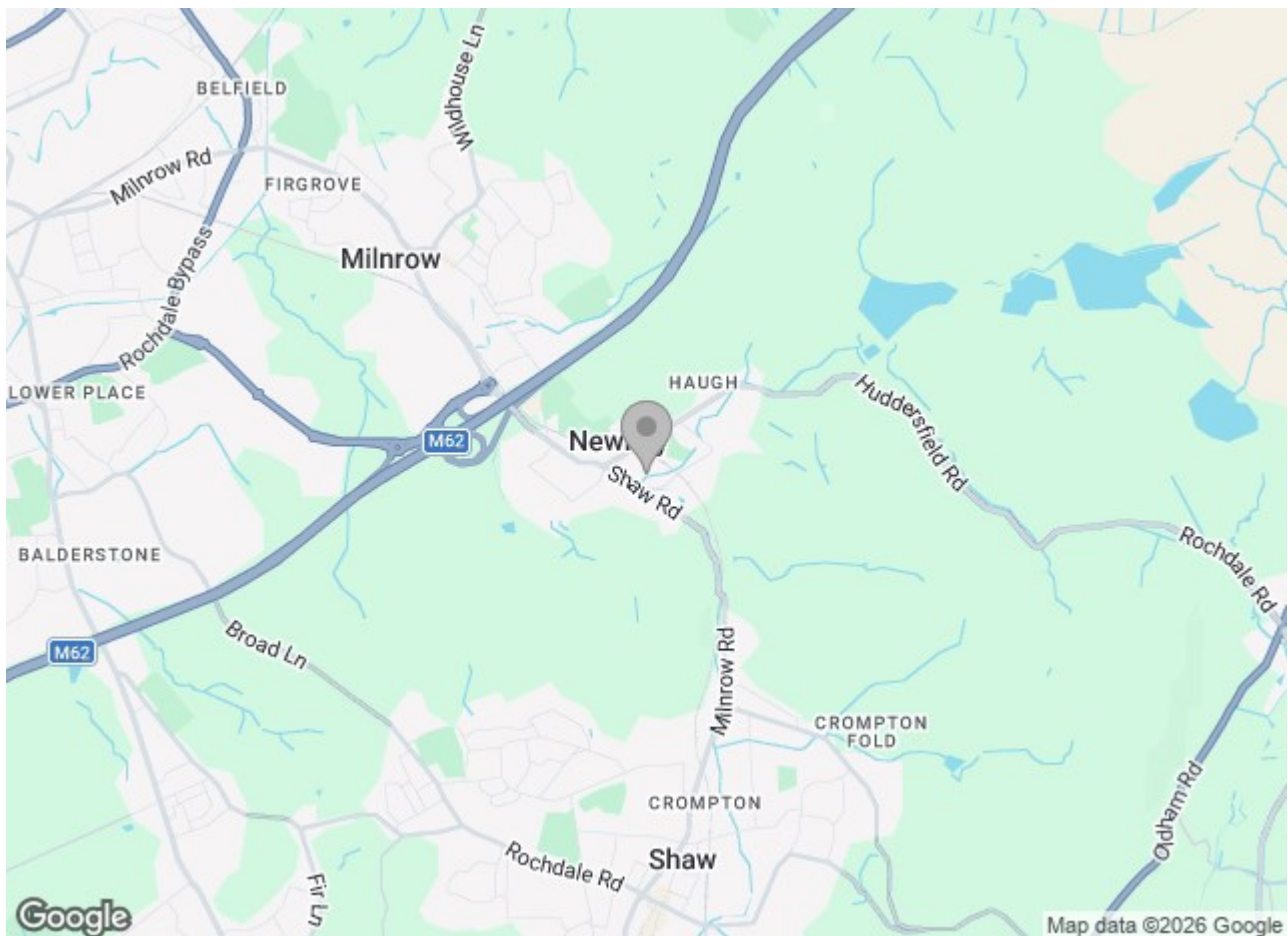 BELFIELD
Wildhouse Ln
Milnrow Rd
FIRGROVE
Milnrow
Rochdale Bypass
LOWER PLACE
HAUGH
Huddersfield Rd
M62
Shaw Rd
BALDERSTONE
Rochdale Rd
M62
Broad Ln
Milnrow Rd
CROMPTON
FOLD
Oldham Rd
CROMPTON
Shaw
Rochdale Rd
Fir Ln
Google
Map data ©2026 Google